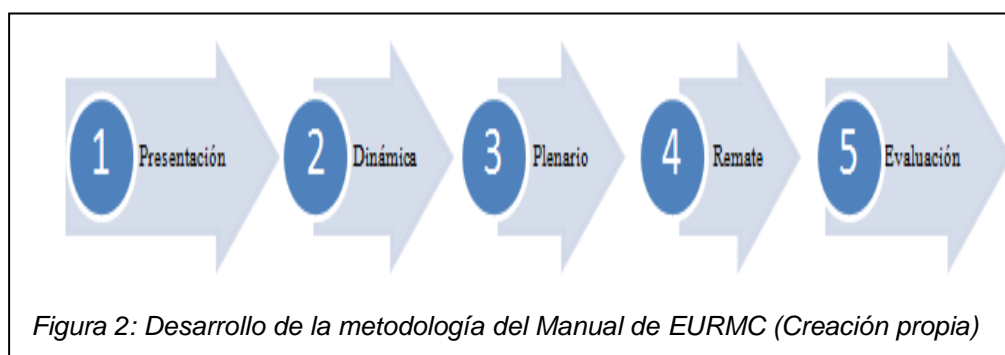 1 Presentación 2 Dinámica 3 Plenario 4 Remate 5 Evaluación
Figura 2: Desarrollo de la metodología del Manual de EURMC (Creación propia)